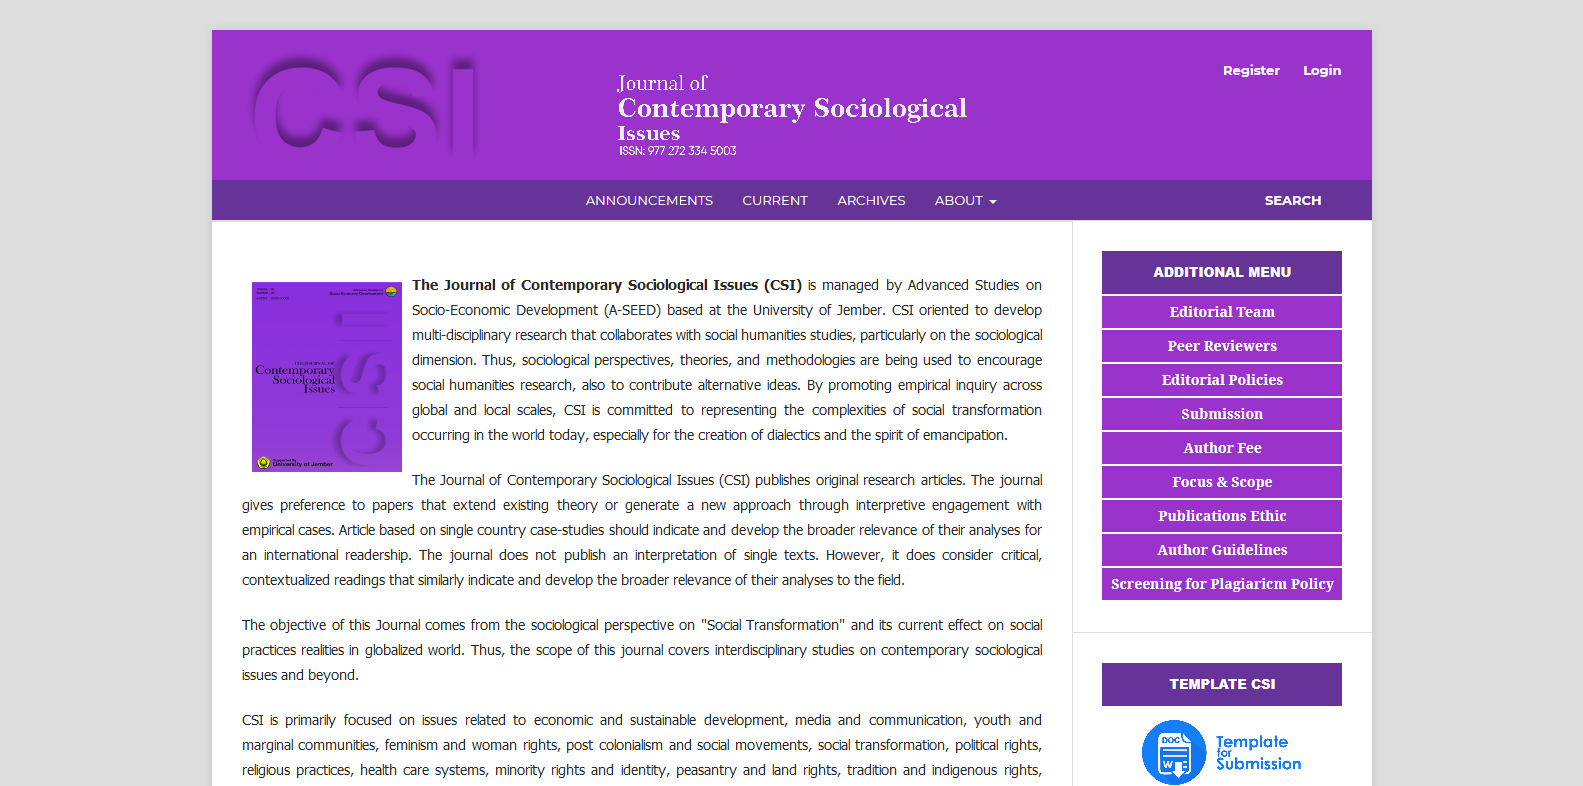 CSI
Journal of
Contemporary Sociological
Issues
ISSN: 977 272 334 5003
Register Login
ANNOUNCEMENTS CURRENT ARCHIVES ABOUT SEARCH
THE JOURNAL OF
Contemporary
Sociological
Issues
CSI
University of Jember
The Journal of Contemporary Sociological Issues (CSI) is managed by Advanced Studies on
Socio-Economic Development (A-SEED) based at the University of Jember. CSI oriented to develop
multi-disciplinary research that collaborates with social humanities studies, particularly on the sociological
dimension. Thus, sociological perspectives, theories, and methodologies are being used to encourage
social humanities research, also to contribute alternative ideas. By promoting empirical inquiry across
global and local scales, CSI is committed to representing the complexities of social transformation
occurring in the world today, especially for the creation of dialectics and the spirit of emancipation.
The Journal of Contemporary Sociological Issues (CSI) publishes original research articles. The journal
gives preference to papers that extend existing theory or generate a new approach through interpretive engagement with
empirical cases. Article based on single country case-studies should indicate and develop the broader relevance of their analyses for
an international readership. The journal does not publish an interpretation of single texts. However, it does consider critical,
contextualized readings that similarly indicate and develop the broader relevance of their analyses to the field.
The objective of this Journal comes from the sociological perspective on "Social Transformation" and its current effect on social
practices realities in globalized world. Thus, the scope of this journal covers interdisciplinary studies on contemporary sociological
issues and beyond.
CSI is primarily focused on issues related to economic and sustainable development, media and communication, youth and
marginal communities, feminism and woman rights, post colonialism and social movements, social transformation, political rights,
religious practices, health care systems, minority rights and identity, peasantry and land rights, tradition and indigenous rights,
ADDITIONAL MENU
Editorial Team
Peer Reviewers
Editorial Policies
Submission
Author Fee
Focus & Scope
Publications Ethic
Author Guidelines
Screening for Plagiaricm Policy
TEMPLATE CSI
DOC
W
Template
for
Submission